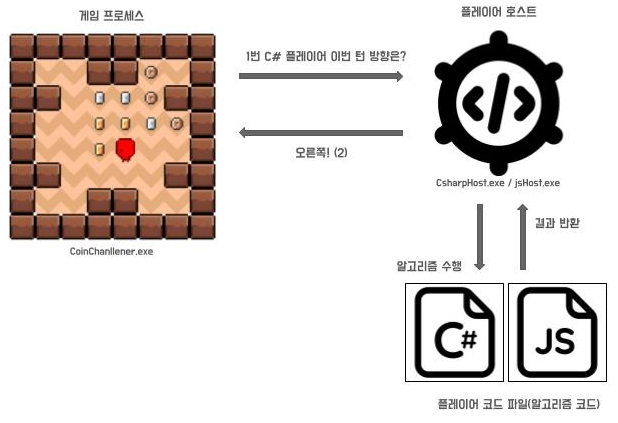 게임 프로세스
플레이어 호스트
1번 C# 플레이어 이번 턴 방향은?
오른쪽! (2)
CsharpHost.exe / jsHost.exe
CoinChanllener.exe
알고리즘 수행
결과 반환
C#
JS
플레이어 코드 파일(알고리즘 코드)